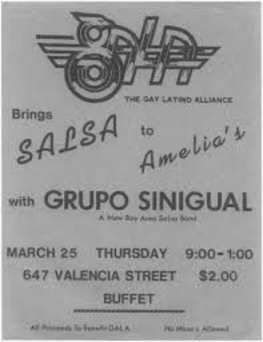 GALA
THE GAY LATINO ALLIANCE
Brings
SALSA to Amelia's
with GRUPO SINIGUAL
A New Bay Area Salsa Band
MARCH 25 THURSDAY 9:00-1:00
647 VALENCIA STREET $2.00
BUFFET
All Proceeds To Benefit GALA No Minors Allowed